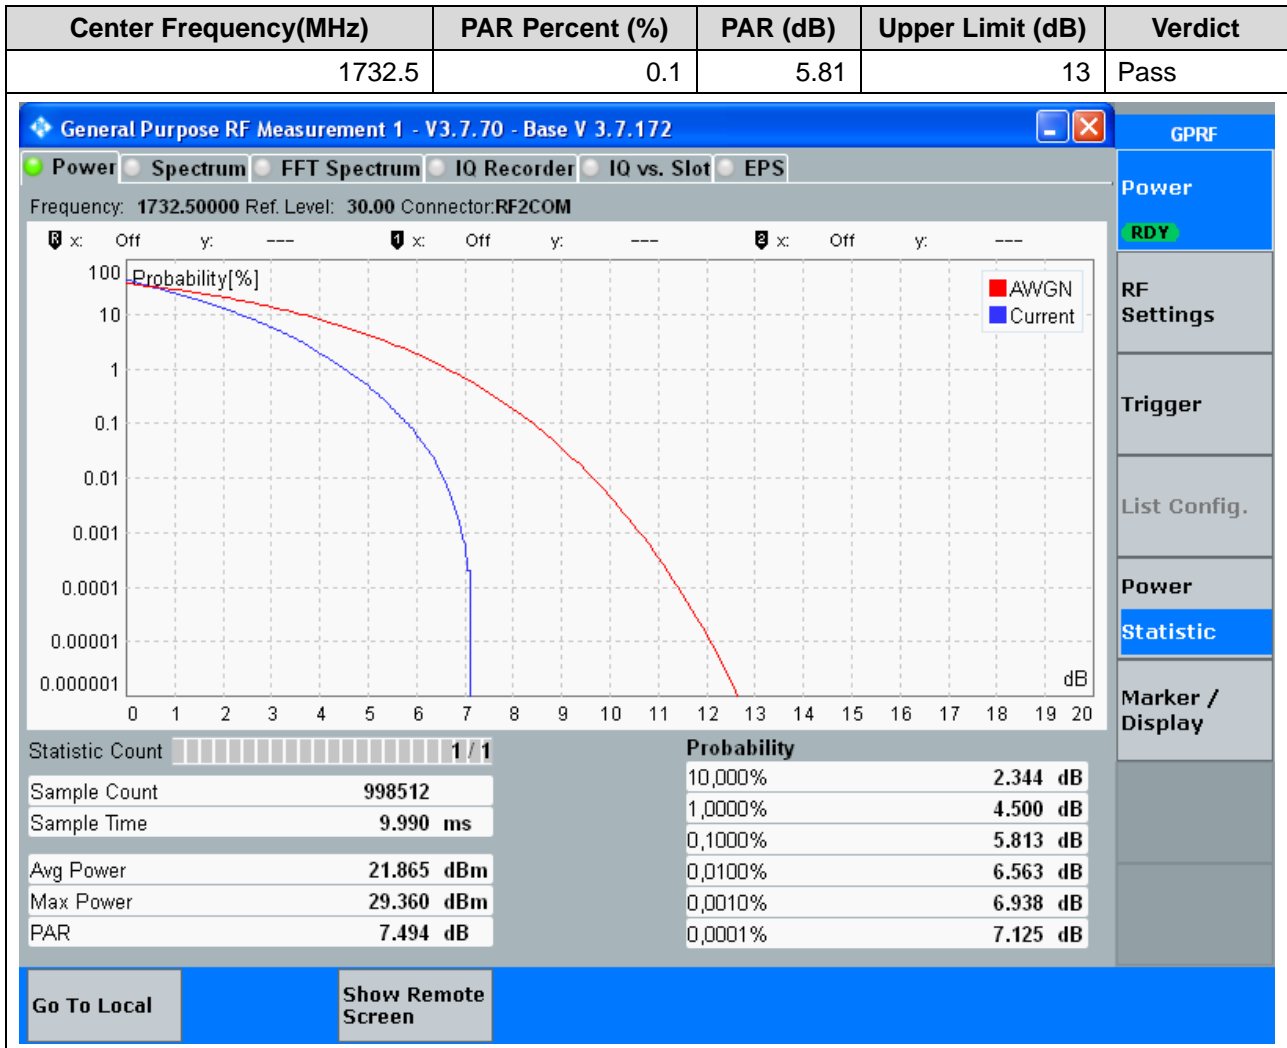 Center Frequency(MHz) PAR Percent (%) PAR (dB) Upper Limit (dB) Verdict
1732.5 0.1 5.81 13 Pass
General Purpose RF Measurement 1 - V3.7.70 - Base V 3.7.172
GPRF
Power Spectrum FFT Spectrum IQ Recorder IQ vs. Slot EPS
Frequency: 1732.50000 Ref. Level: 30.00 Connector:RF2COM
R x: Off y: --- 1 x: Off y: --- 2 x: Off y: ---
Probability[%]
AWGN
Current
100
10
1
0.1
0.01
0.001
0.0001
0.00001
0.000001
dB
0 1 2 3 4 5 6 7 8 9 10 11 12 13 14 15 16 17 18 19 20
Statistic Count 1 / 1
Sample Count 998512
Sample Time 9.990 ms
Avg Power 21.865 dBm
Max Power 29.360 dBm
PAR 7.494 dB
Probability
10,000% 2.344 dB
1,0000% 4.500 dB
0,1000% 5.813 dB
0,0100% 6.563 dB
0,0010% 6.938 dB
0,0001% 7.125 dB
Power
RDY
RF
Settings
Trigger
List Config.
Power
Statistic
Marker /
Display
Go To Local
Show Remote
Screen